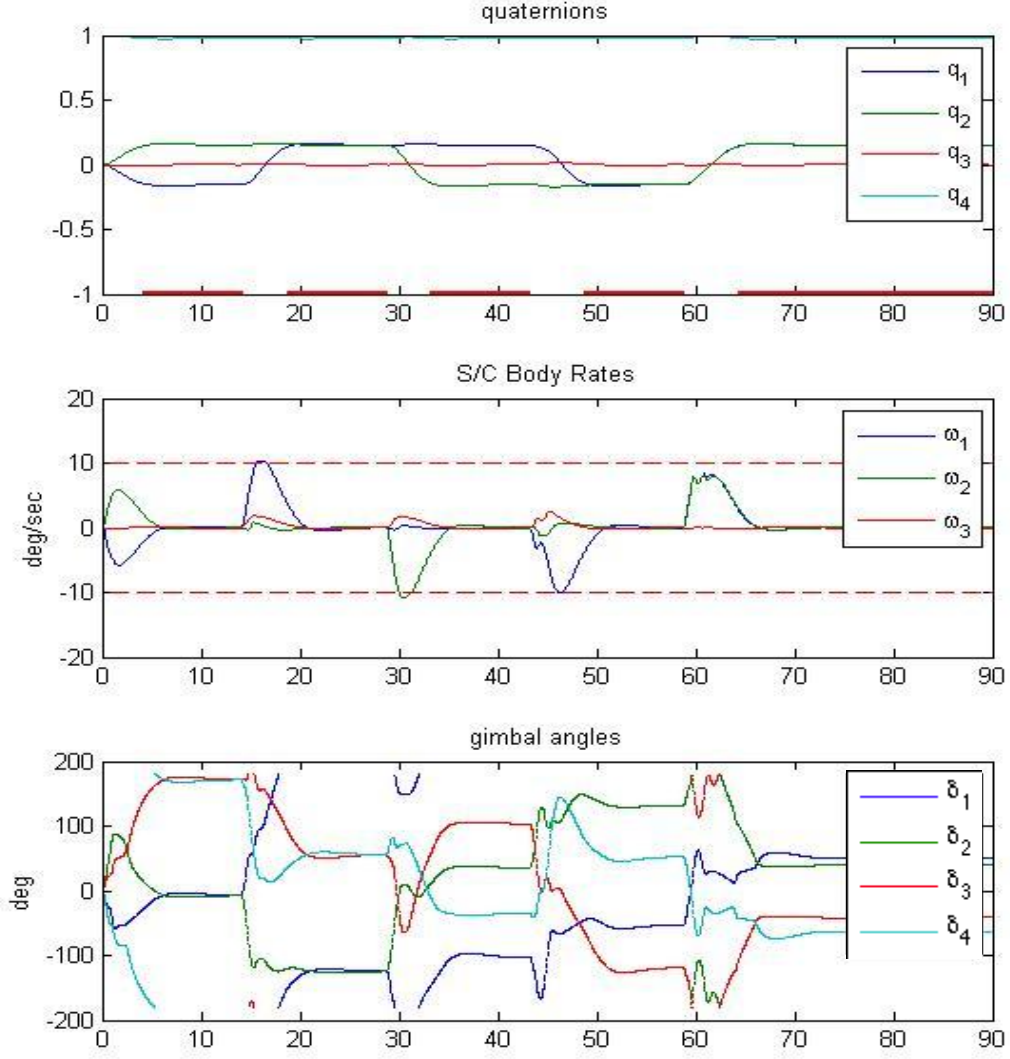 quaternions
1
0.5
0
-0.5
-1
q1
q2
q3
q4
0 10 20 30 40 50 60 70 80 90
S/C Body Rates
deg/sec
20
10
0
-10
-20
ω1
ω2
ω3
0 10 20 30 40 50 60 70 80 90
gimbal angles
deg
200
100
0
-100
-200
δ1
δ2
δ3
δ4
0 10 20 30 40 50 60 70 80 90